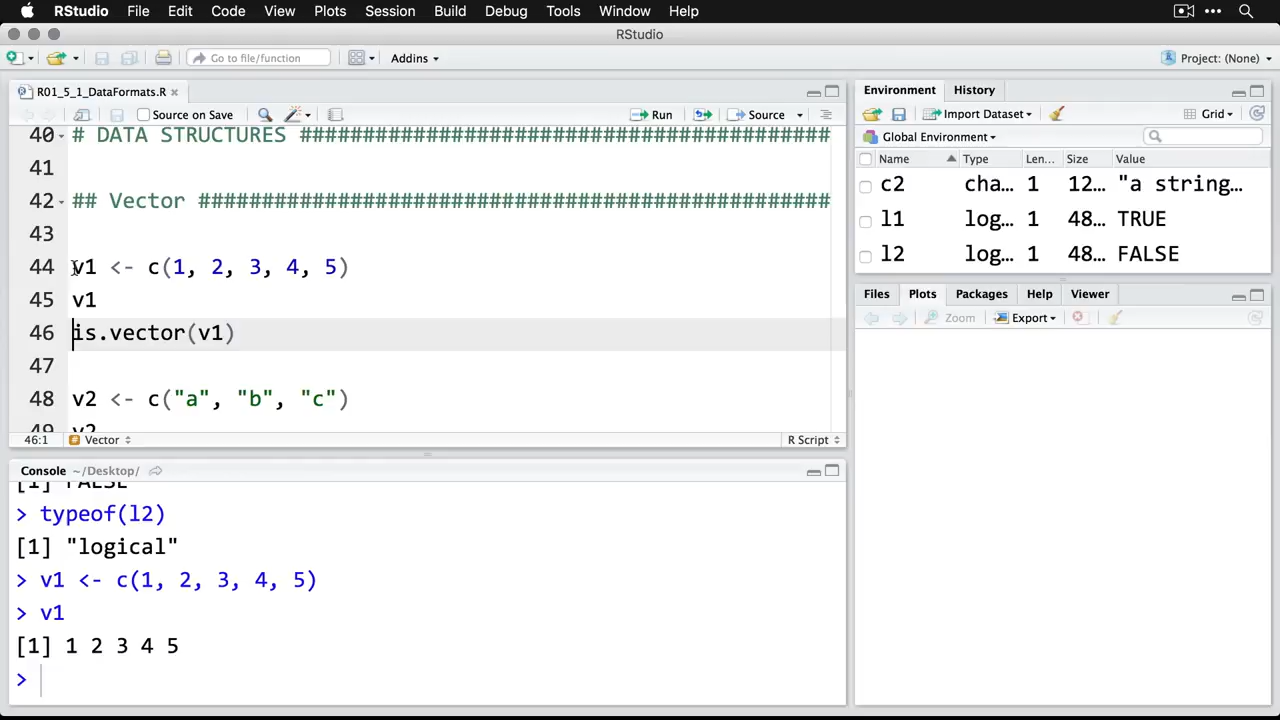 RStudio File Edit Code View Plots Session Build Debug Tools Window Help
RStudio
Go to file/function Addins Project: (None)
R01_5_1_DataFormats.R
Source on Save Run Source
40 # DATA STRUCTURES ##########################################
41
42 ## Vector ##################################################
43
44 v1 <- c(1, 2, 3, 4, 5)
45 v1
46 is.vector(v1)
47
48 v2 <- c("a", "b", "c")
49 v2
46:1 # Vector R Script
Console ~/Desktop/
[1] FALSE
> typeof(l2)
[1] "logical"
> v1 <- c(1, 2, 3, 4, 5)
> v1
[1] 1 2 3 4 5
>
Environment History
Import Dataset Grid
Global Environment
Name Type Len... Size Value
c2 cha... 1 12... "a string...
l1 log... 1 48... TRUE
l2 log... 1 48... FALSE
Files Plots Packages Help Viewer
Zoom Export